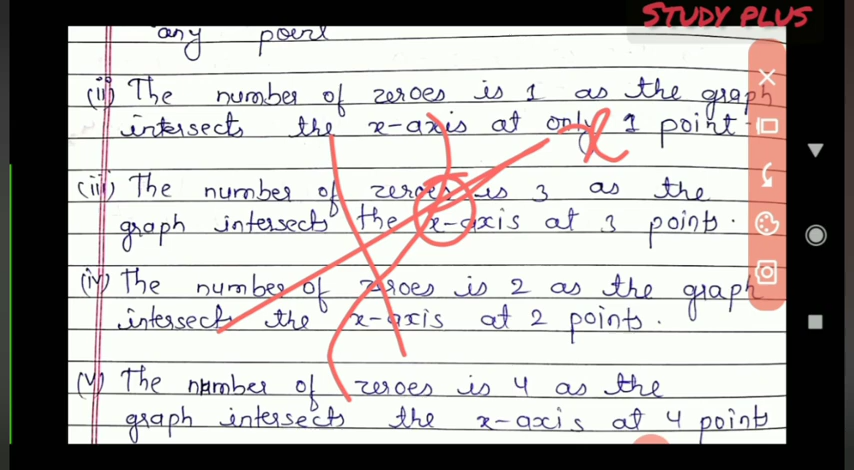 STUDY PLUS
any point
(ii) The number of zeroes is 1 as the graph
intersects the x-axis at only 1 point.
(iii) The number of zeroes is 3 as the
graph intersects the x-axis at 3 points.
(iv) The number of zeroes is 2 as the graph
intersect the x-axis at 2 points.
(v) The number of zeroes is 4 as the
graph intersects the x-axis at 4 points